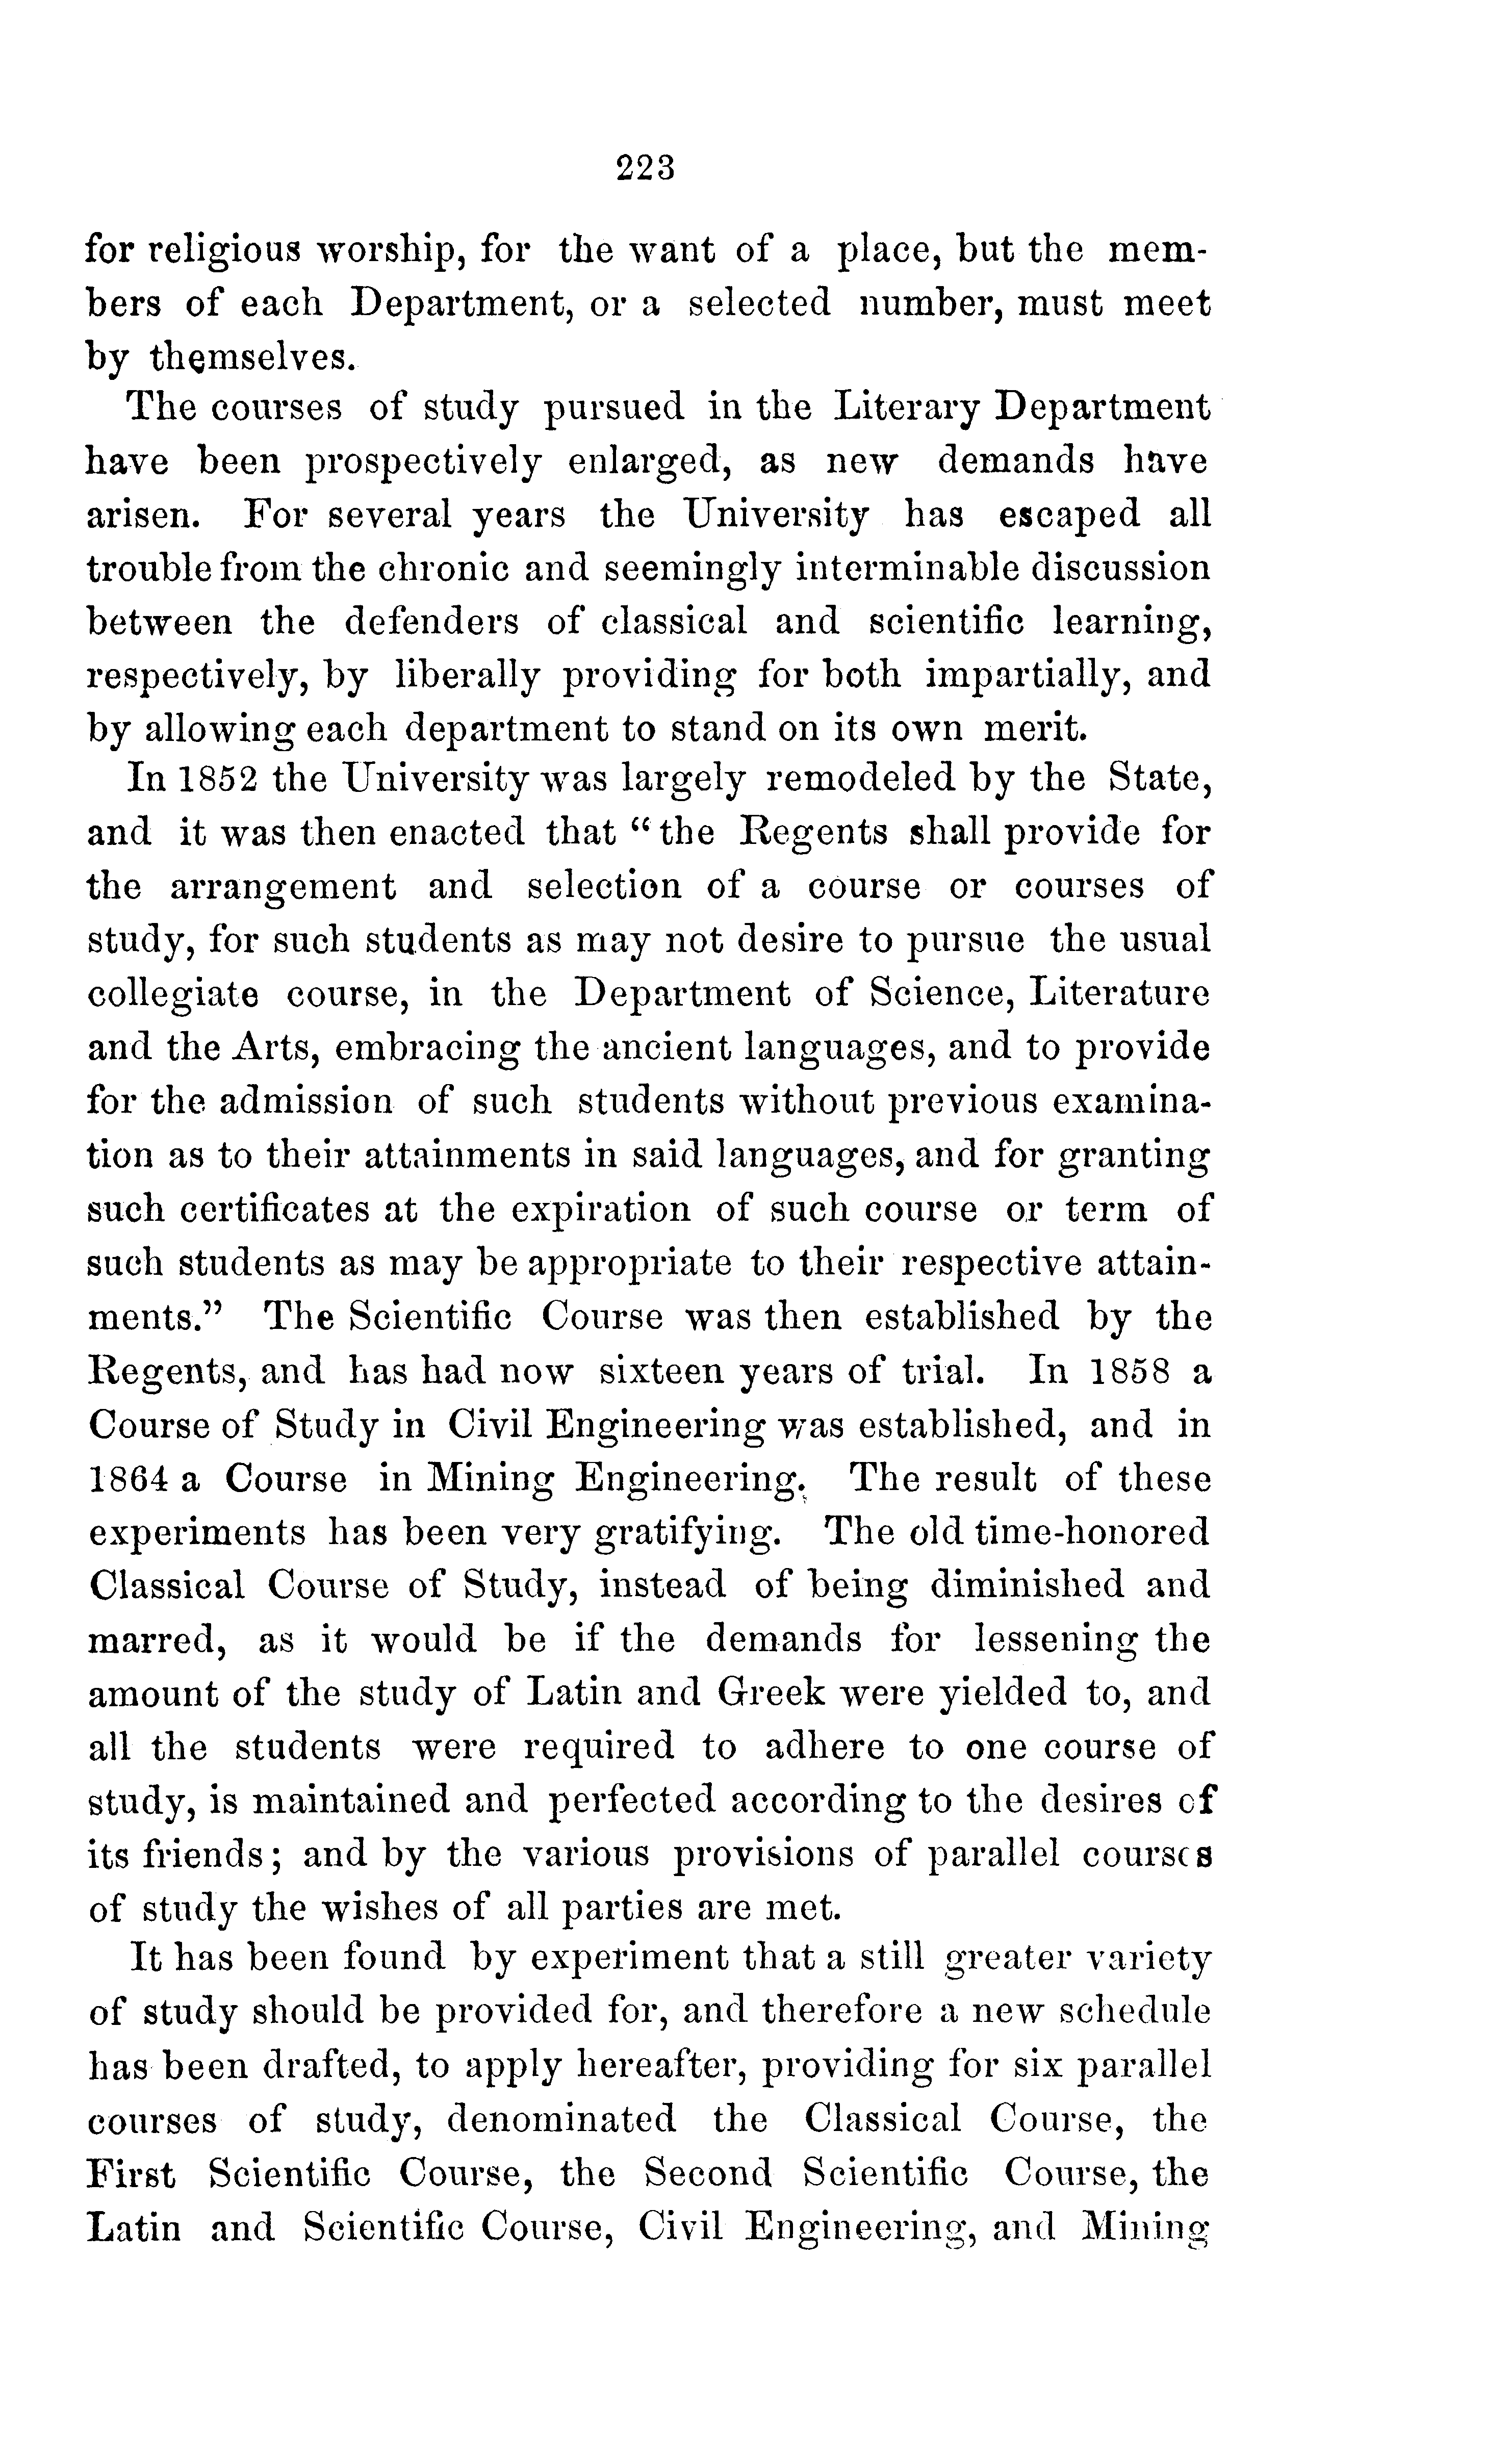 223
for religious worship, for the want of a place, but the mem-
bers of each Department, or a selected number, must meet
by themselves.
The courses of study pursued in the Literary Department
have been prospectively enlarged, as new demands have
arisen. For several years the University has escaped all
trouble from the chronic and seemingly interminable discussion
between the defenders of classical and scientific learning,
respectively, by liberally providing for both impartially, and
by allowing each department to stand on its own merit.
In 1852 the University was largely remodeled by the State,
and it was then enacted that “the Regents shall provide for
the arrangement and selection of a course or courses of
study, for such students as may not desire to pursue the usual
collegiate course, in the Department of Science, Literature
and the Arts, embracing the ancient languages, and to provide
for the admission of such students without previous examina-
tion as to their attainments in said languages, and for granting
such certificates at the expiration of such course or term of
such students as may be appropriate to their respective attain-
ments.” The Scientific Course was then established by the
Regents, and has had now sixteen years of trial. In 1858 a
Course of Study in Civil Engineering was established, and in
1864 a Course in Mining Engineering. The result of these
experiments has been very gratifying. The old time-honored
Classical Course of Study, instead of being diminished and
marred, as it would be if the demands for lessening the
amount of the study of Latin and Greek were yielded to, and
all the students were required to adhere to one course of
study, is maintained and perfected according to the desires of
its friends; and by the various provisions of parallel courses
of study the wishes of all parties are met.
It has been found by experiment that a still greater variety
of study should be provided for, and therefore a new schedule
has been drafted, to apply hereafter, providing for six parallel
courses of study, denominated the Classical Course, the
First Scientific Course, the Second Scientific Course, the
Latin and Scientific Course, Civil Engineering, and Mining